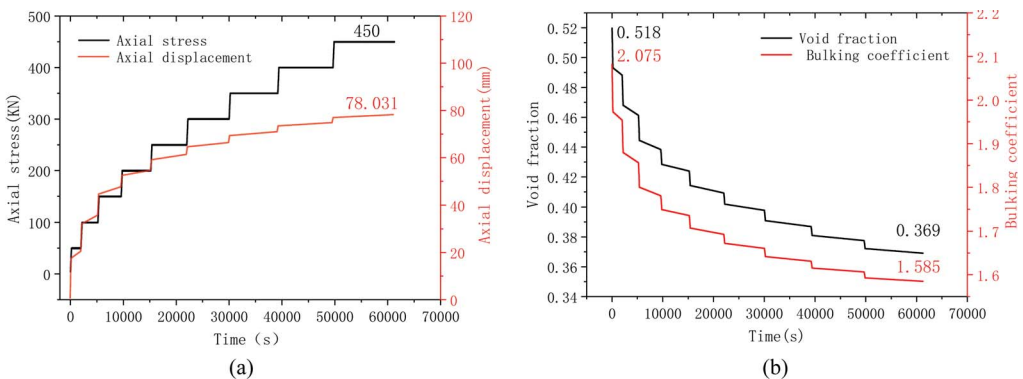 500
400
300
200
100
0
Axial stress(KN)
Axial stress
Axial displacement
450
78.031
120
100
80
60
40
20
0
Axial displacement(mm)
0 10000 20000 30000 40000 50000 60000 70000
Time（s）
(a)
0.52
0.50
0.48
0.46
0.44
0.42
0.40
0.38
0.36
0.34
Void fraction
0.518
2.075
Void fraction
Bulking coefficient
0.369
1.585
2.2
2.1
2.0
1.9
1.8
1.7
1.6
Bulking coefficient
0 10000 20000 30000 40000 50000 60000 70000
Time(s)
(b)